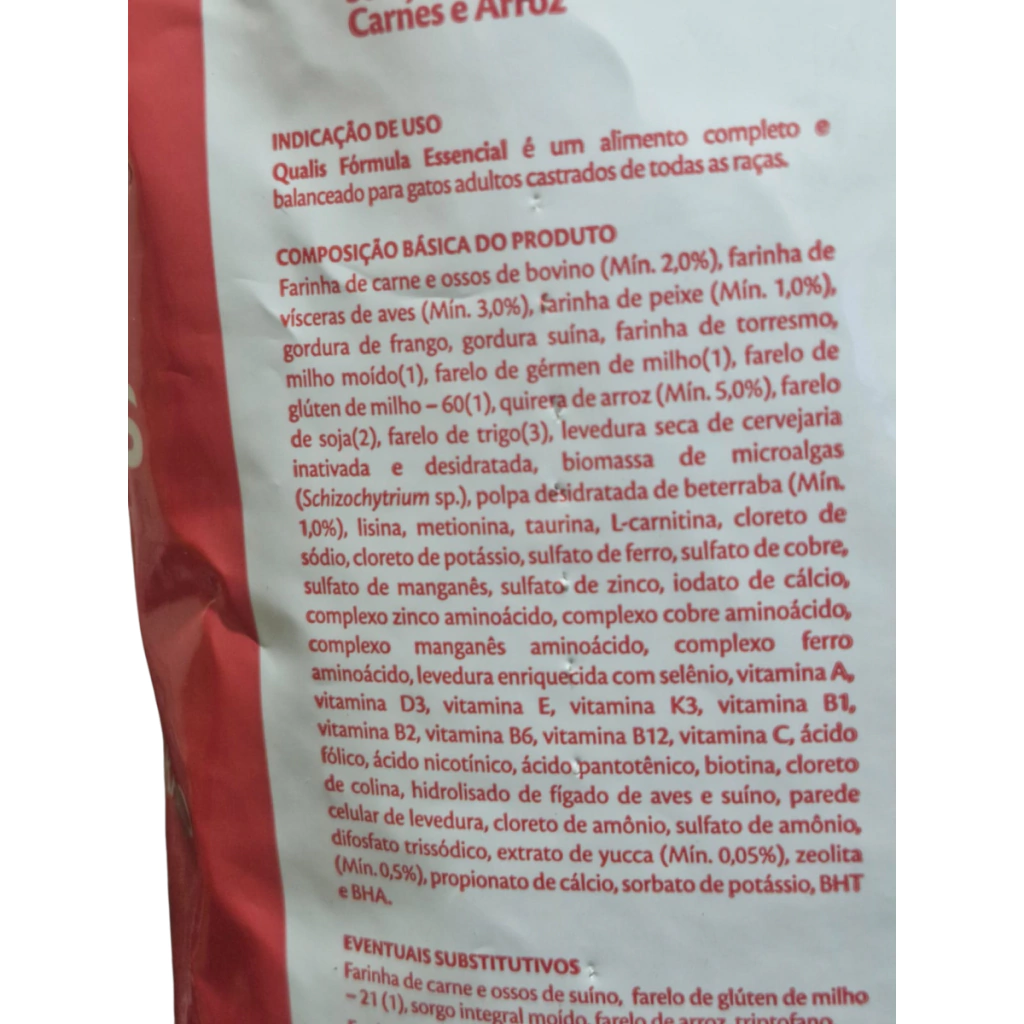 Carnes e Arroz
INDICAÇÃO DE USO
Qualis Fórmula Essencial é um alimento completo e
balanceado para gatos adultos castrados de todas as raças.
COMPOSIÇÃO BÁSICA DO PRODUTO
Farinha de carne e ossos de bovino (Mín. 2,0%), farinha de
vísceras de aves (Mín. 3,0%), farinha de peixe (Mín. 1,0%),
gordura de frango, gordura suína, farinha de torresmo,
milho moído(1), farelo de gérmen de milho(1), farelo de
glúten de milho – 60(1), quirera de arroz (Mín. 5,0%), farelo
de soja(2), farelo de trigo(3), levedura seca de cervejaria
inativada e desidratada, biomassa de microalgas
(Schizochytrium sp.), polpa desidratada de beterraba (Mín.
1,0%), lisina, metionina, taurina, L-carnitina, cloreto de
sódio, cloreto de potássio, sulfato de ferro, sulfato de cobre,
sulfato de manganês, sulfato de zinco, iodato de cálcio,
complexo zinco aminoácido, complexo cobre aminoácido,
complexo manganês aminoácido, complexo ferro
aminoácido, levedura enriquecida com selênio, vitamina A,
vitamina D3, vitamina E, vitamina K3, vitamina B1,
vitamina B2, vitamina B6, vitamina B12, vitamina C, ácido
fólico, ácido nicotínico, ácido pantotênico, biotina, cloreto
de colina, hidrolisado de fígado de aves e suíno, parede
celular de levedura, cloreto de amônio, sulfato de amônio,
difosfato trissódico, extrato de yucca (Mín. 0,05%), zeolita
(Mín. 0,5%), propionato de cálcio, sorbato de potássio, BHT
e BHA.
EVENTUAIS SUBSTITUTIVOS
Farinha de carne e ossos de suíno, farelo de glúten de milho
– 21 (1), sorgo integral moído, farelo de arroz, triptofano,